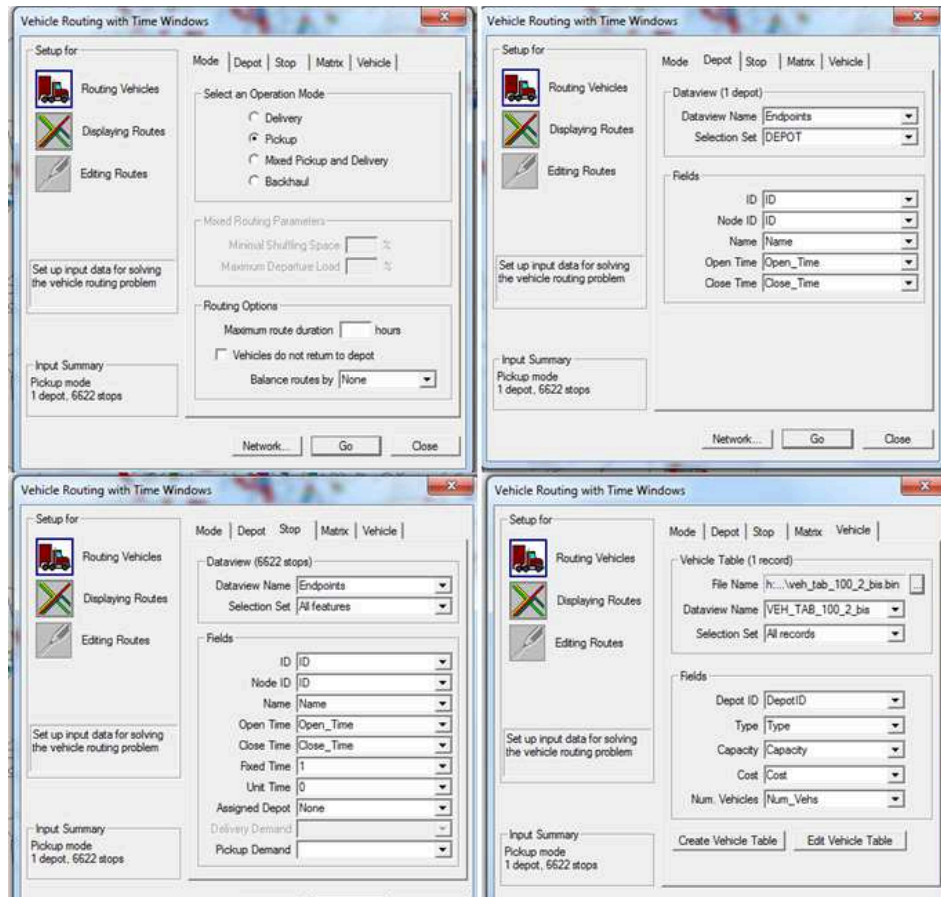 Vehicle Routing with Time Windows
Setup for
Routing Vehicles
Displaying Routes
Editing Routes
Set up input data for solving
the vehicle routing problem
Input Summary
Pickup mode
1 depot, 6622 stops
Mode Depot Stop Matrix Vehicle
Select an Operation Mode
Delivery
Pickup
Mixed Pickup and Delivery
Backhaul
Mixed Routing Parameters
Minimal Shuffling Space %
Maximum Departure Load %
Routing Options
Maximum route duration hours
Vehicles do not return to depot
Balance routes by None
Network... Go Close
Vehicle Routing with Time Windows
Setup for
Routing Vehicles
Displaying Routes
Editing Routes
Set up input data for solving
the vehicle routing problem
Input Summary
Pickup mode
1 depot, 6622 stops
Mode Depot Stop Matrix Vehicle
Dataview (1 depot)
Dataview Name Endpoints
Selection Set DEPOT
Fields
ID ID
Node ID ID
Name Name
Open Time Open_Time
Close Time Close_Time
Network... Go Close
Vehicle Routing with Time Windows
Setup for
Routing Vehicles
Displaying Routes
Editing Routes
Set up input data for solving
the vehicle routing problem
Input Summary
Pickup mode
1 depot, 6622 stops
Mode Depot Stop Matrix Vehicle
Dataview (6622 stops)
Dataview Name Endpoints
Selection Set All features
Fields
ID ID
Node ID ID
Name Name
Open Time Open_Time
Close Time Close_Time
Fixed Time 1
Unit Time 0
Assigned Depot None
Delivery Demand
Pickup Demand
Vehicle Routing with Time Windows
Setup for
Routing Vehicles
Displaying Routes
Editing Routes
Set up input data for solving
the vehicle routing problem
Input Summary
Pickup mode
1 depot, 6622 stops
Mode Depot Stop Matrix Vehicle
Vehicle Table (1 record)
File Name h:...\veh_tab_100_2_bis.bin ...
Dataview Name VEH_TAB_100_2_bis
Selection Set All records
Fields
Depot ID DepotID
Type Type
Capacity Capacity
Cost Cost
Num. Vehicles Num_Vehs
Create Vehicle Table Edit Vehicle Table